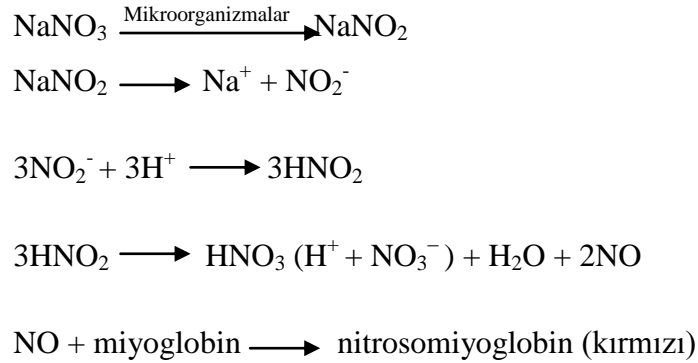 NaNO₃ Mikroorganizmalar ⟶ NaNO₂
NaNO₂ ⟶ Na⁺ + NO₂⁻
3NO₂⁻ + 3H⁺ ⟶ 3HNO₂
3HNO₂ ⟶ HNO₃ (H⁺ + NO₃⁻ ) + H₂O + 2NO
NO + miyoglobin ⟶ nitrosomiyoglobin (kırmızı)